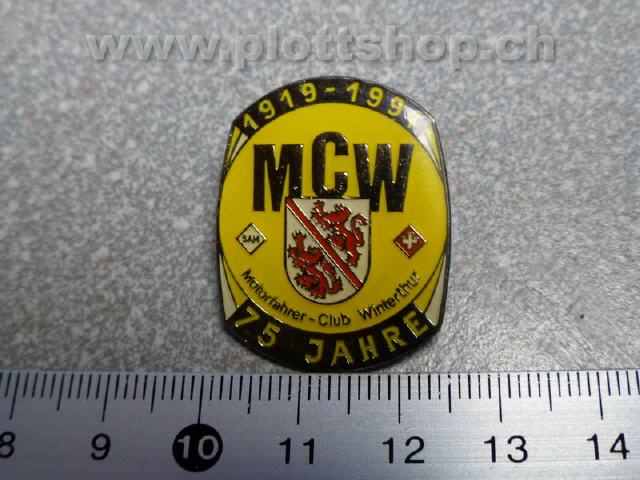 www.plottshop.ch
1919-1994
MCW
SAM
Motorfahrer-Club Winterthur
75 JAHRE
8 9 10 11 12 13 14